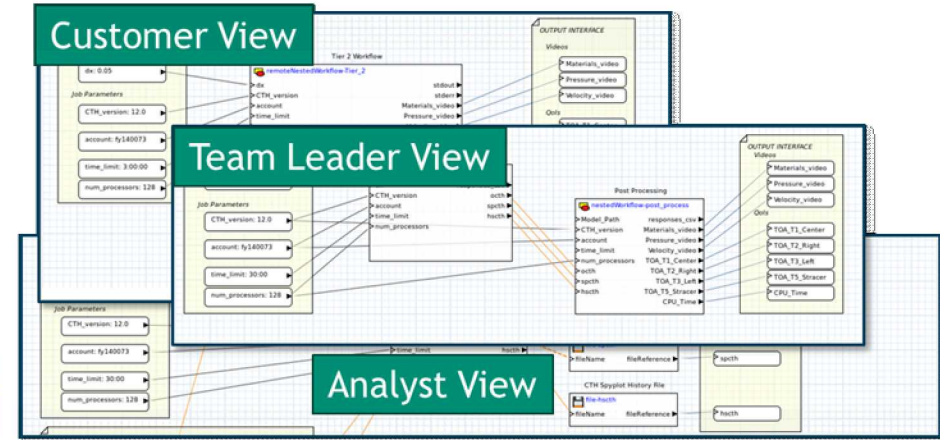 Customer View
Tier 2 Workflow
OUTPUT INTERFACE
Videos
Materials_video
Pressure_video
Velocity_video
QoIs
dx: 0.05
Job Parameters
CTH_version: 12.0
account: fy140073
time_limit: 3:00:00
num_processors: 128
remoteNestedWorkflow-Tier_2
dx
CTH_version
account
time_limit
stdout
stderr
Materials_video
Pressure_video
Team Leader View
Job Parameters
CTH_version: 12.0
account: fy140073
time_limit: 30:00
num_processors: 128
CTH_version
account
time_limit
num_processors
octh
spcth
hscth
Post Processing
nestedWorkflow-post_process
Model_Path
CTH_version
account
time_limit
num_processors
octh
spcth
hscth
responses_csv
Materials_video
Pressure_video
Velocity_video
TOA_T1_Center
TOA_T2_Right
TOA_T3_Left
TOA_T5_Stracer
CPU_Time
OUTPUT INTERFACE
Videos
Materials_video
Pressure_video
Velocity_video
QoIs
TOA_T1_Center
TOA_T2_Right
TOA_T3_Left
TOA_T5_Stracer
CPU_Time
Analyst View
Job Parameters
CTH_version: 12.0
account: fy140073
time_limit: 30:00
num_processors: 128
time_limit
hscth
fileName
fileReference
spcth
CTH Spyplot History File
file-hscth
fileName
fileReference
hscth